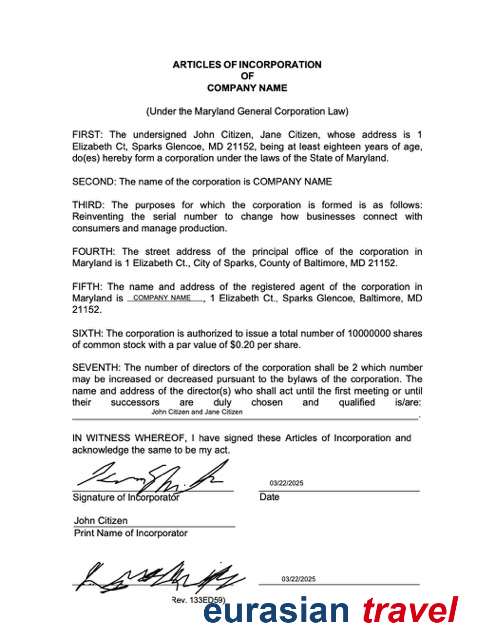 ARTICLES OF INCORPORATION
OF
COMPANY NAME
(Under the Maryland General Corporation Law)
FIRST: The undersigned John Citizen, Jane Citizen, whose address is 1
Elizabeth Ct, Sparks Glencoe, MD 21152, being at least eighteen years of age,
do(es) hereby form a corporation under the laws of the State of Maryland.
SECOND: The name of the corporation is COMPANY NAME
THIRD: The purposes for which the corporation is formed is as follows:
Reinventing the serial number to change how businesses connect with
consumers and manage production.
FOURTH: The street address of the principal office of the corporation in
Maryland is 1 Elizabeth Ct., City of Sparks, County of Baltimore, MD 21152.
FIFTH: The name and address of the registered agent of the corporation in
Maryland is COMPANY NAME, 1 Elizabeth Ct., Sparks Glencoe, Baltimore, MD
21152.
SIXTH: The corporation is authorized to issue a total number of 10000000 shares
of common stock with a par value of $0.20 per share.
SEVENTH: The number of directors of the corporation shall be 2 which number
may be increased or decreased pursuant to the bylaws of the corporation. The
name and address of the director(s) who shall act until the first meeting or until
their successors are duly chosen and qualified is/are:
John Citizen and Jane Citizen.
IN WITNESS WHEREOF, I have signed these Articles of Incorporation and
acknowledge the same to be my act.
03/22/2025
Signature of Incorporator Date
John Citizen
Print Name of Incorporator
03/22/2025
Rev. 133ED59)
eurasian travel